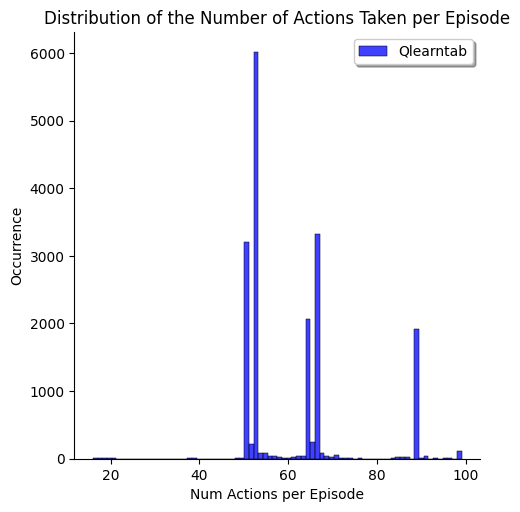 Distribution of the Number of Actions Taken per Episode
Qlearntab
6000
5000
4000
3000
2000
1000
0
Occurrence
20 40 60 80 100
Num Actions per Episode